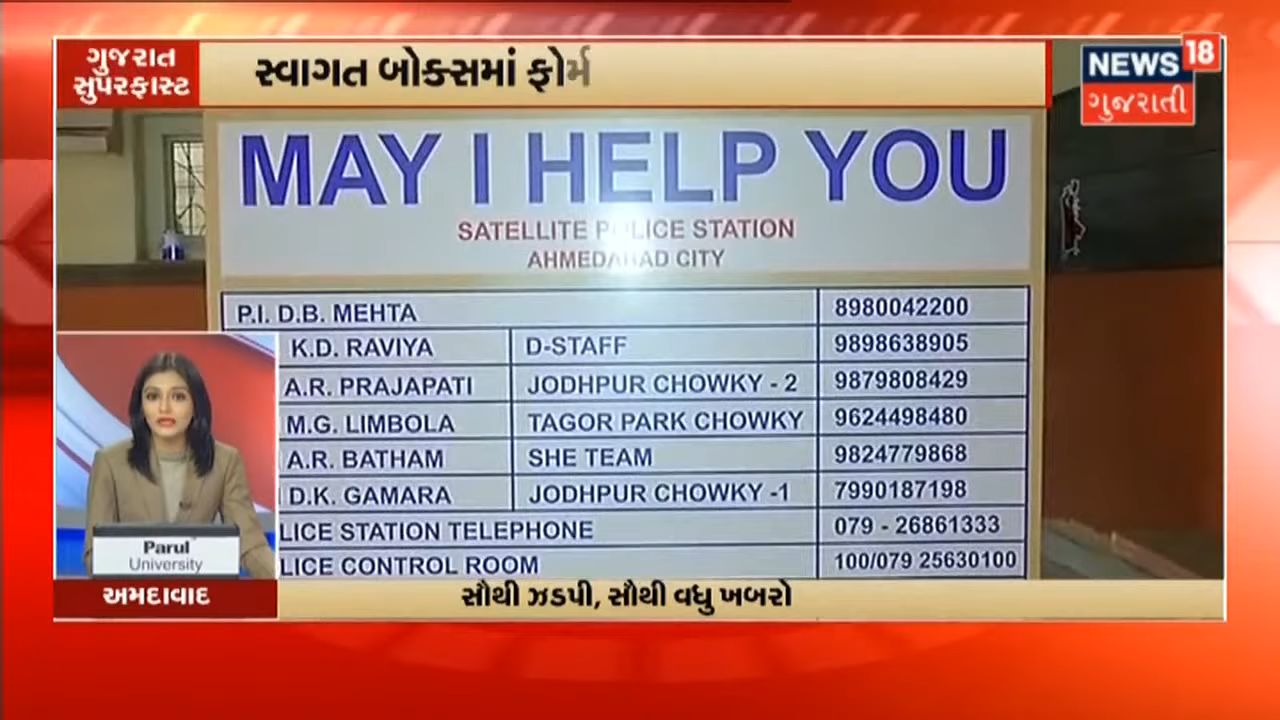 ગુજરાત
સુપરફાસ્ટ
સ્વાગત બોક્સમાં ફોર્મ
NEWS 18
ગુજરાતી
MAY I HELP YOU
SATELLITE POLICE STATION
AHMEDABAD CITY
P.I. D.B. MEHTA 8980042200
K.D. RAVIYA D-STAFF 9898638905
A.R. PRAJAPATI JODHPUR CHOWKY - 2 9879808429
M.G. LIMBOLA TAGOR PARK CHOWKY 9624498480
A.R. BATHAM SHE TEAM 9824779868
D.K. GAMARA JODHPUR CHOWKY -1 7990187198
LICE STATION TELEPHONE 079 - 26861333
LICE CONTROL ROOM 100/079 25630100
Parul
University
અમદાવાદ
સૌથી ઝડપી, સૌથી વધુ ખબરો